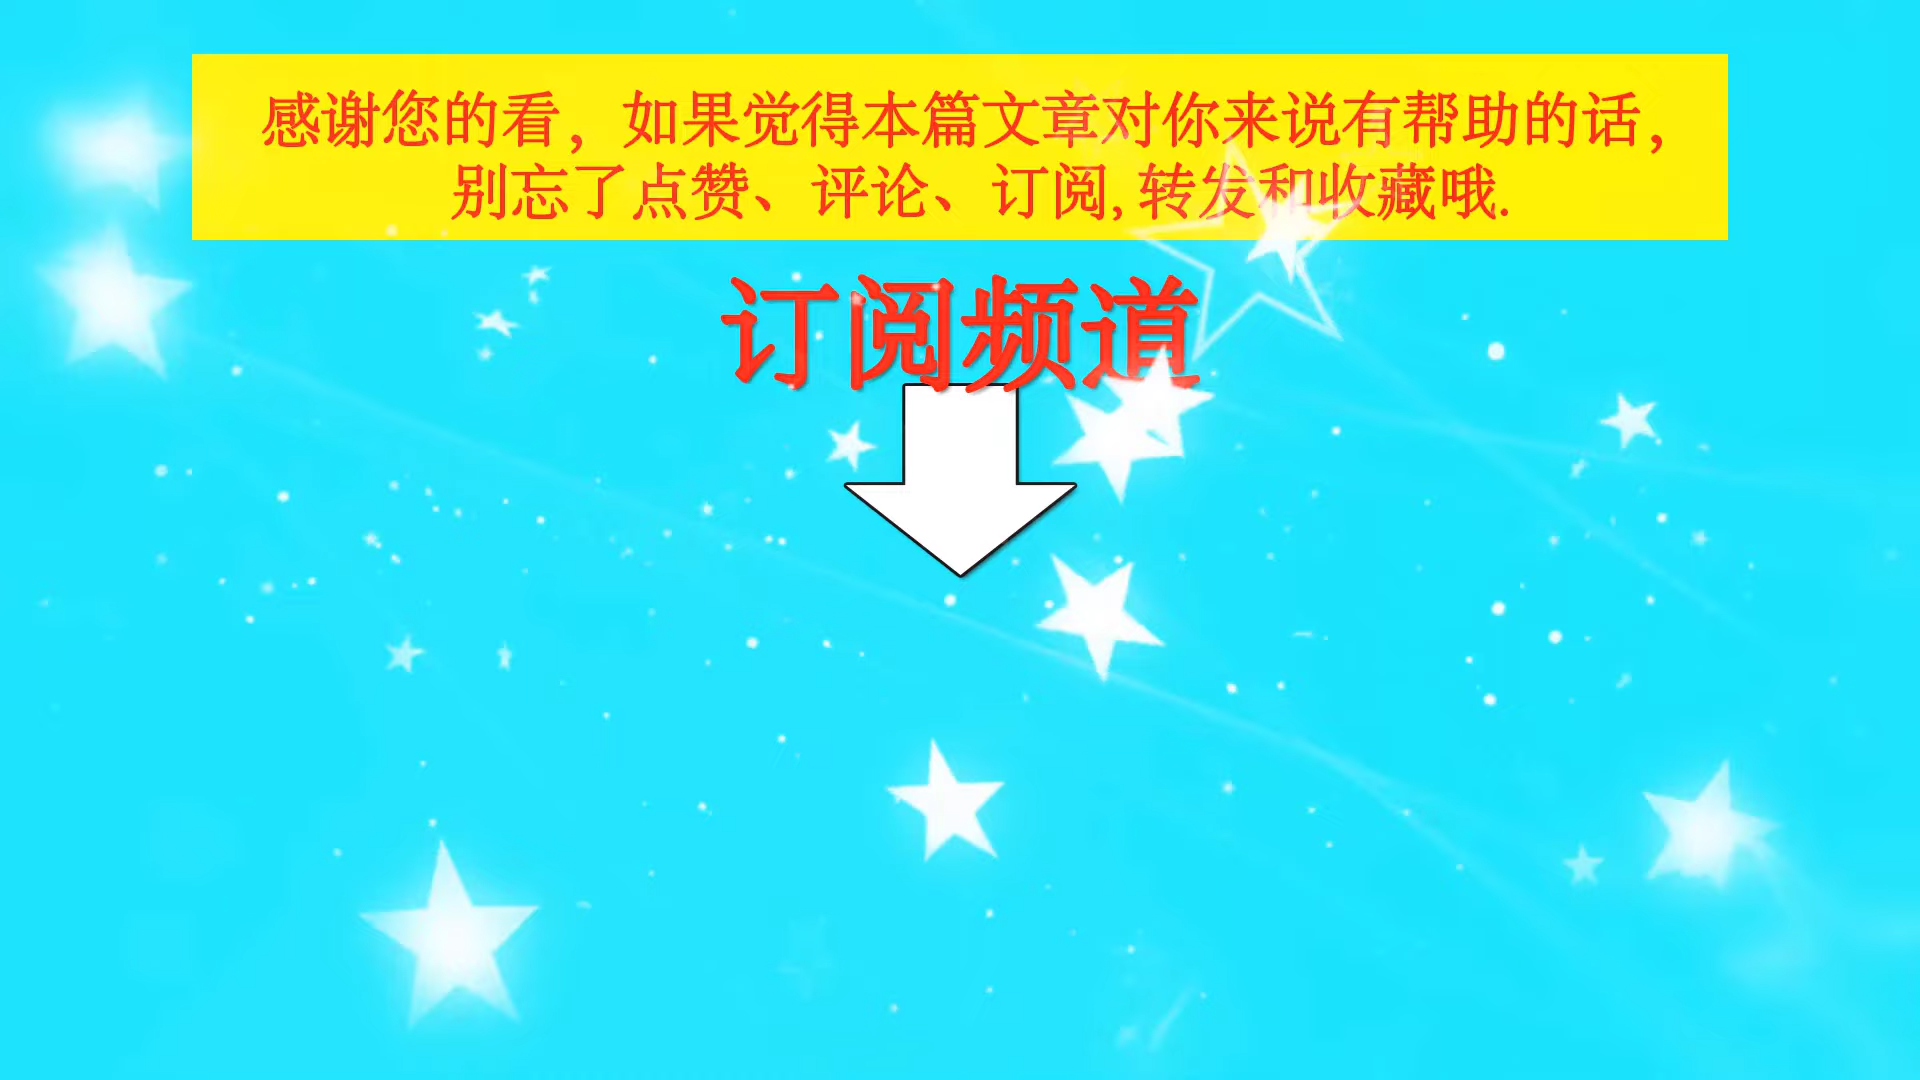 感谢您的看，如果觉得本篇文章对你来说有帮助的话，
别忘了点赞、评论、订阅,转发和收藏哦.
订阅频道